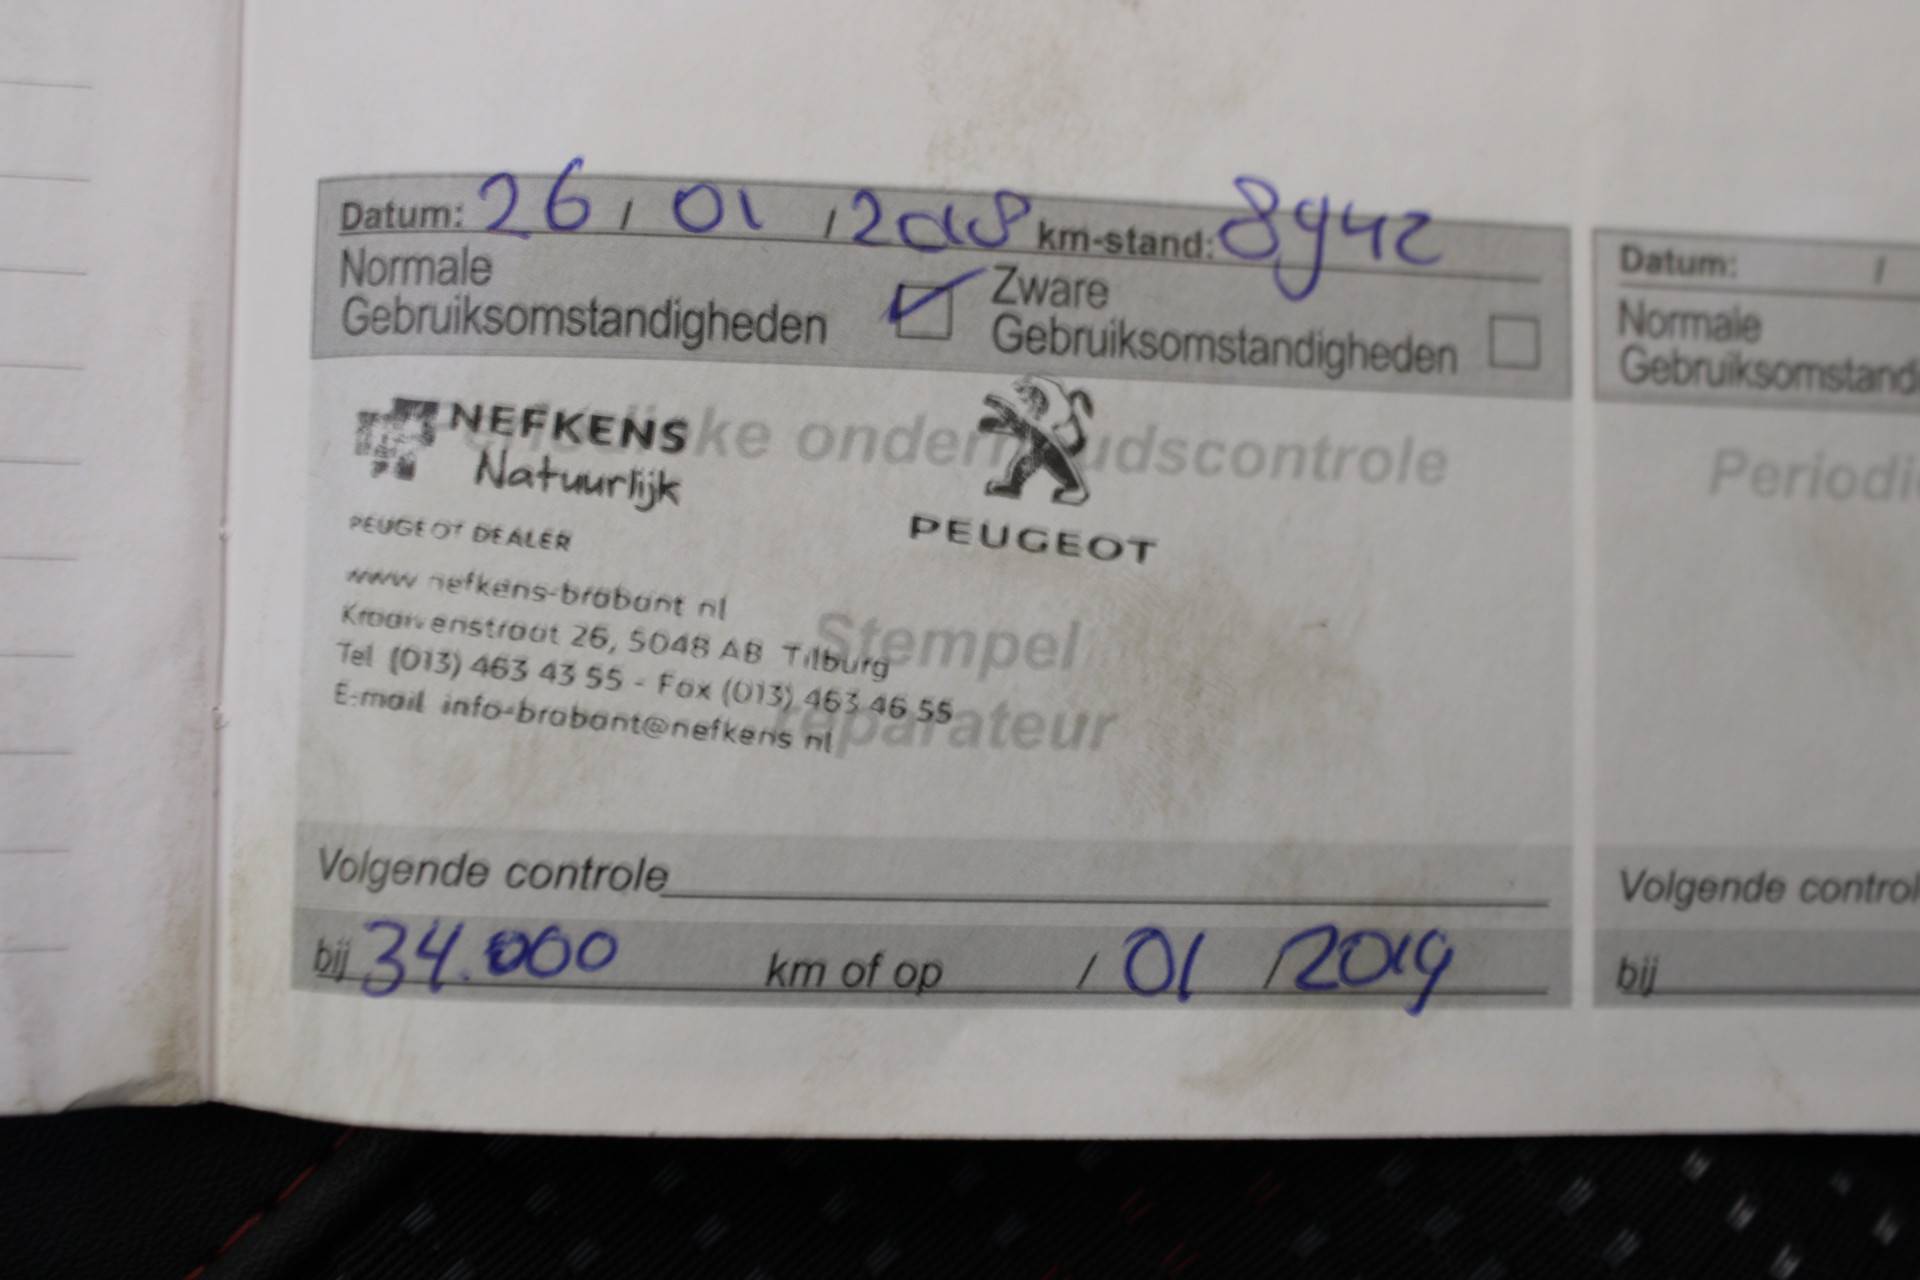 Datum: 26 / 01 / 2018 km-stand: 8942
Normale Gebruiksomstandigheden
Zware Gebruiksomstandigheden
onderhoudscontrole
NEFKENS
Natuurlijk
PEUGEOT DEALER
PEUGEOT
www nefkens-brabant nl
Kraaivenstraat 26, 5048 AB Tilburg
Tel (013) 463 43 55 - Fax (013) 463 46 55
E-mail info-brabant@nefkens nl
Stempel
reparateur
Volgende controle
bij 34.000 km of op / 01 / 2019
Datum: /
Normale
Gebruiksomstandi
Periodi
Volgende control
bij